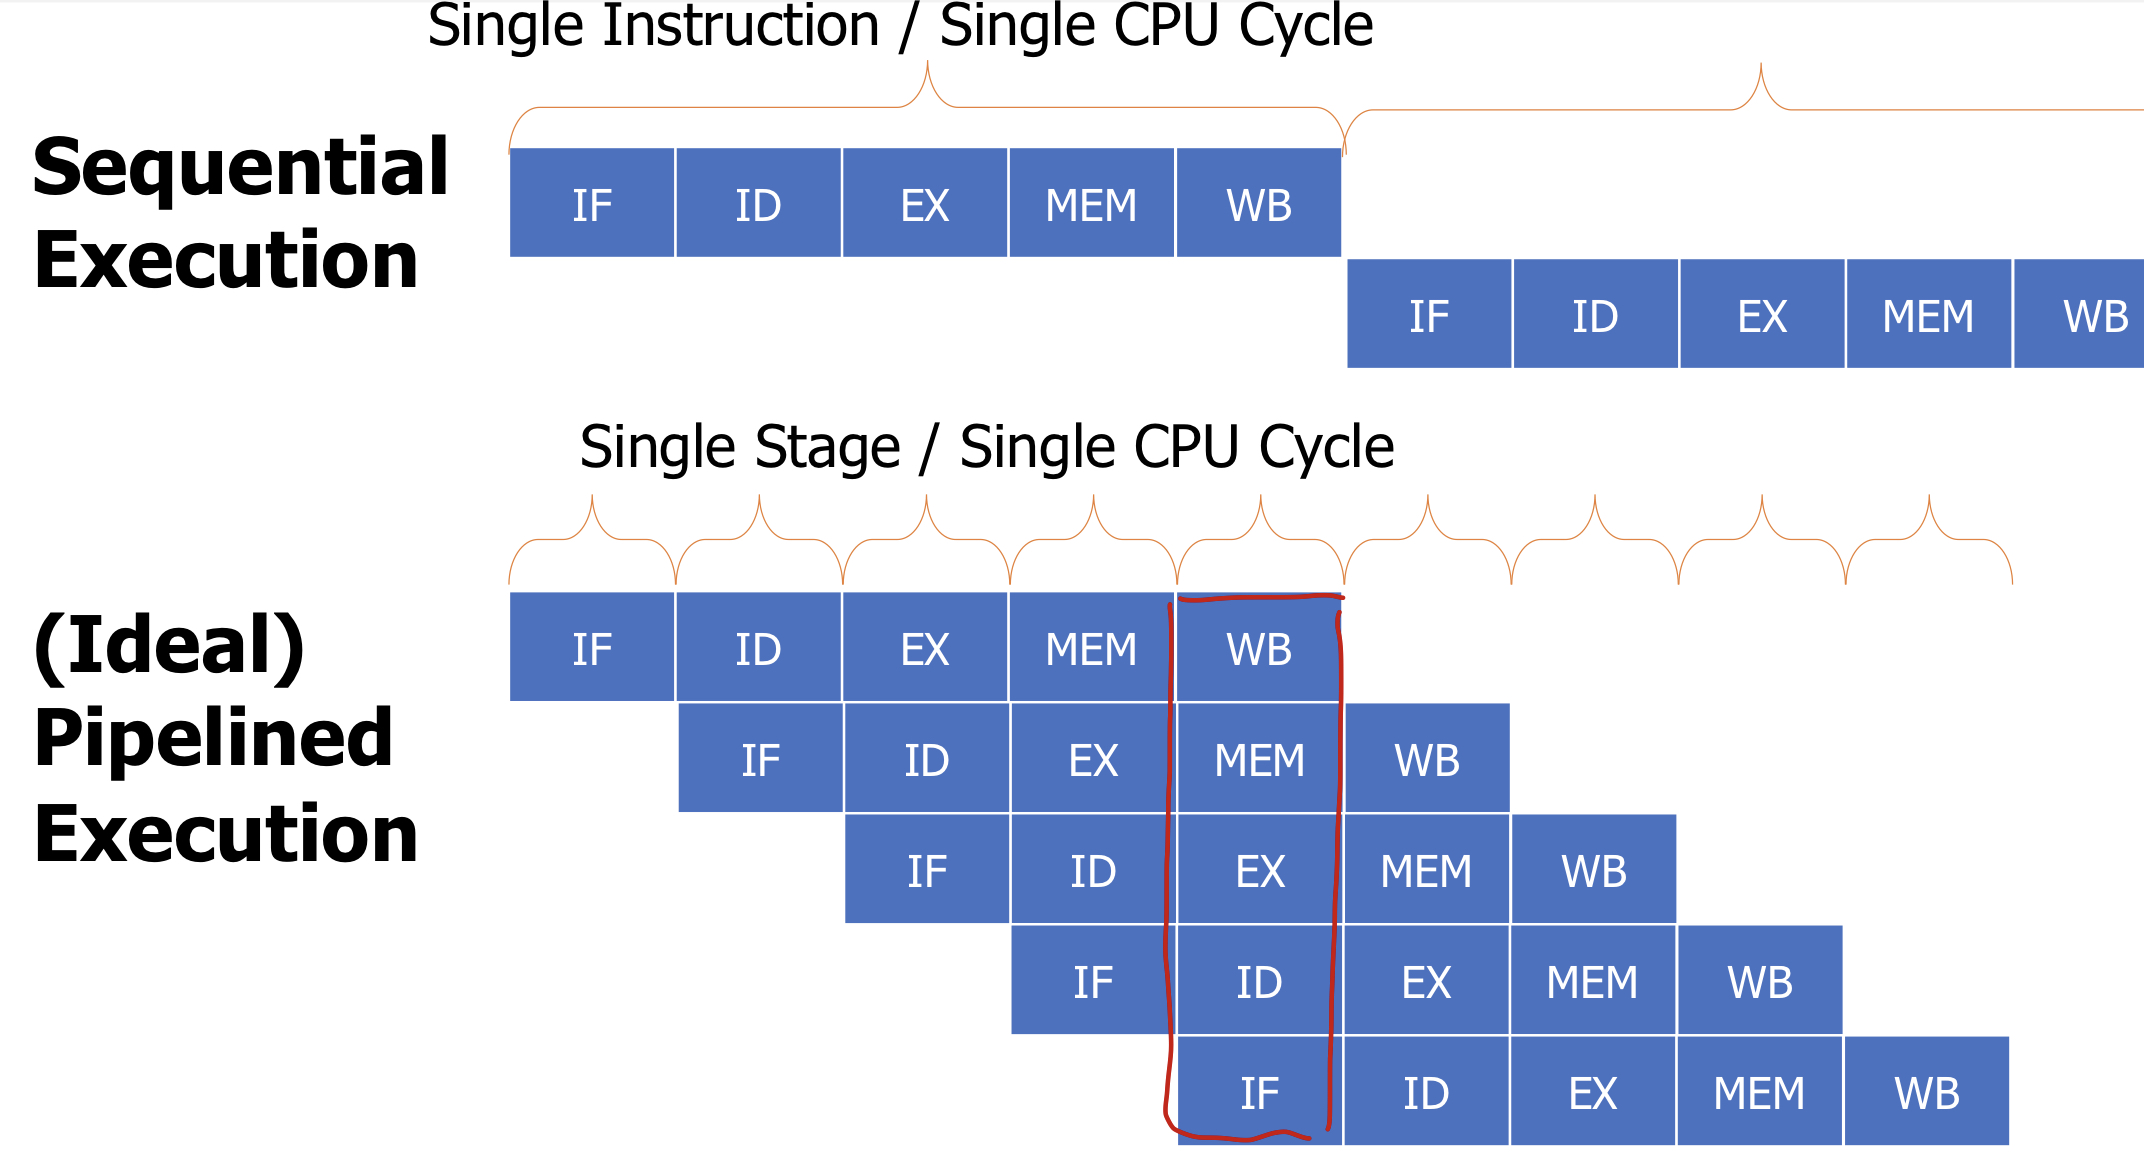 Single Instruction / Single CPU Cycle
Sequential
Execution
IF ID EX MEM WB
IF ID EX MEM WB
Single Stage / Single CPU Cycle
(Ideal)
Pipelined
Execution
IF ID EX MEM WB
IF ID EX MEM WB
IF ID EX MEM WB
IF ID EX MEM WB
IF ID EX MEM WB